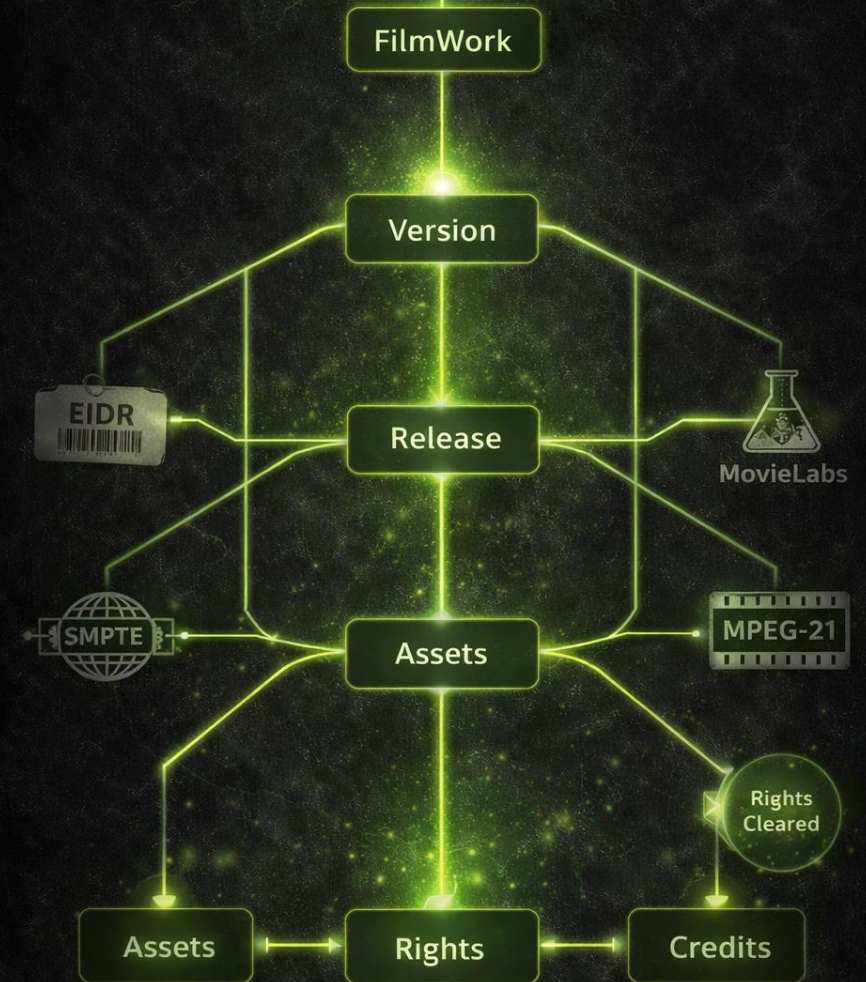 FilmWork
Version
EIDR
Release
MovieLabs
SMPTE
Assets
MPEG-21
Rights
Cleared
Assets
Rights
Credits